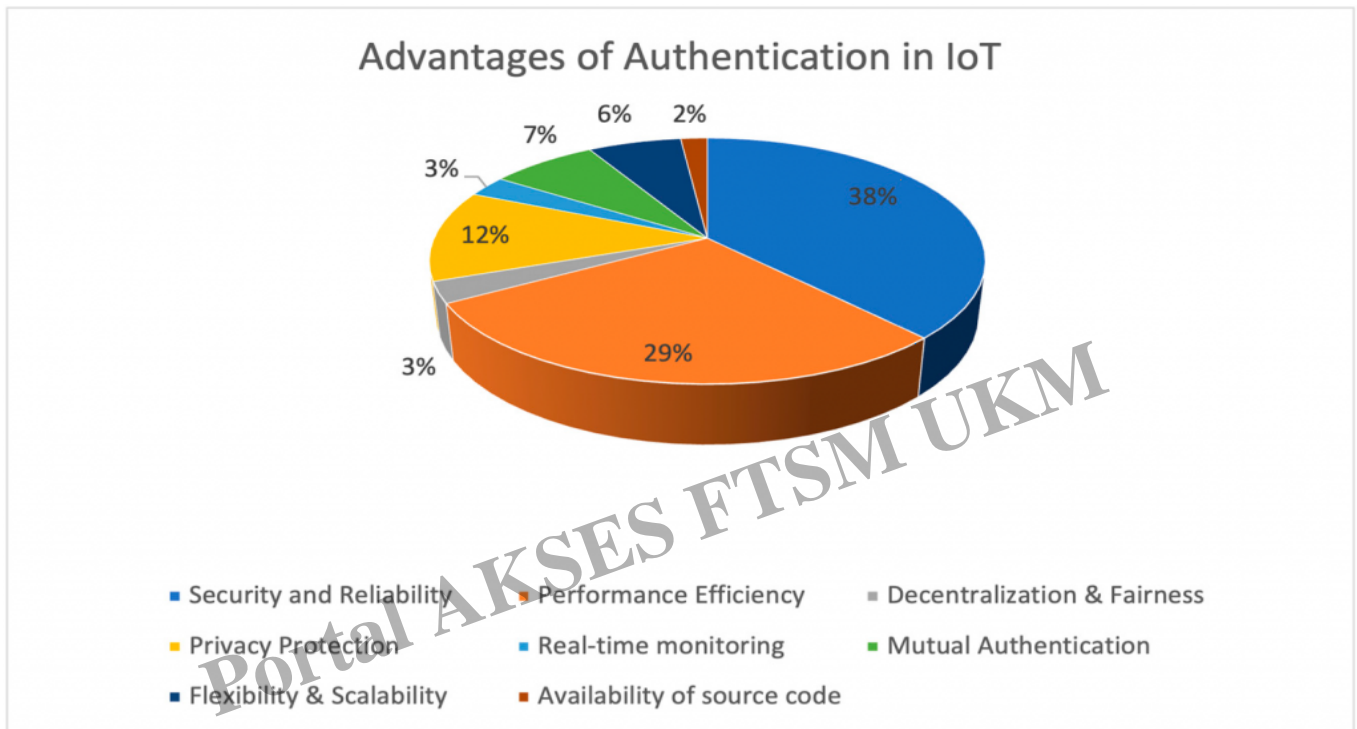 Advantages of Authentication in IoT
6% 2%
7%
3%
38%
12%
29%
3%
Portal AKSES FTSM UKM
Security and Reliability Performance Efficiency Decentralization & Fairness
Privacy Protection Real-time monitoring Mutual Authentication
Flexibility & Scalability Availability of source code